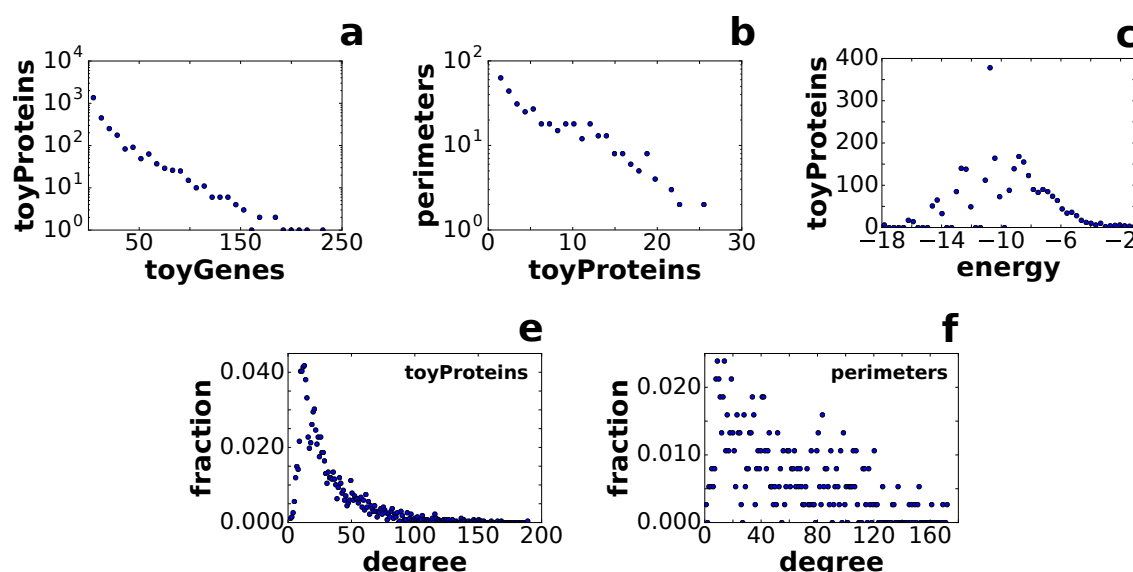 a
toyProteins
10^4
10^3
10^2
10^1
10^0
50
150
250
toyGenes
b
perimeters
10^2
10^1
10^0
0
10
20
30
toyProteins
c
toyProteins
400
300
200
100
0
−18
−14
−10
−6
−2
energy
e
toyProteins
fraction
0.040
0.020
0.000
0
50
100
150
200
degree
f
perimeters
fraction
0.020
0.010
0.000
0
40
80
120
160
degree